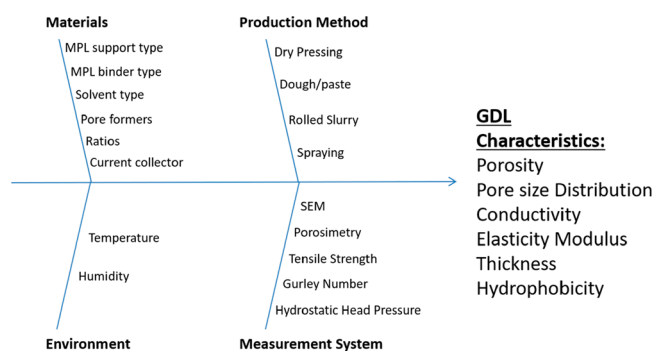 Materials
MPL support type
MPL binder type
Solvent type
Pore formers
Ratios
Current collector
Production Method
Dry Pressing
Dough/paste
Rolled Slurry
Spraying
Temperature
Humidity
Environment
SEM
Porosimetry
Tensile Strength
Gurley Number
Hydrostatic Head Pressure
Measurement System
GDL
Characteristics:
Porosity
Pore size Distribution
Conductivity
Elasticity Modulus
Thickness
Hydrophobicity